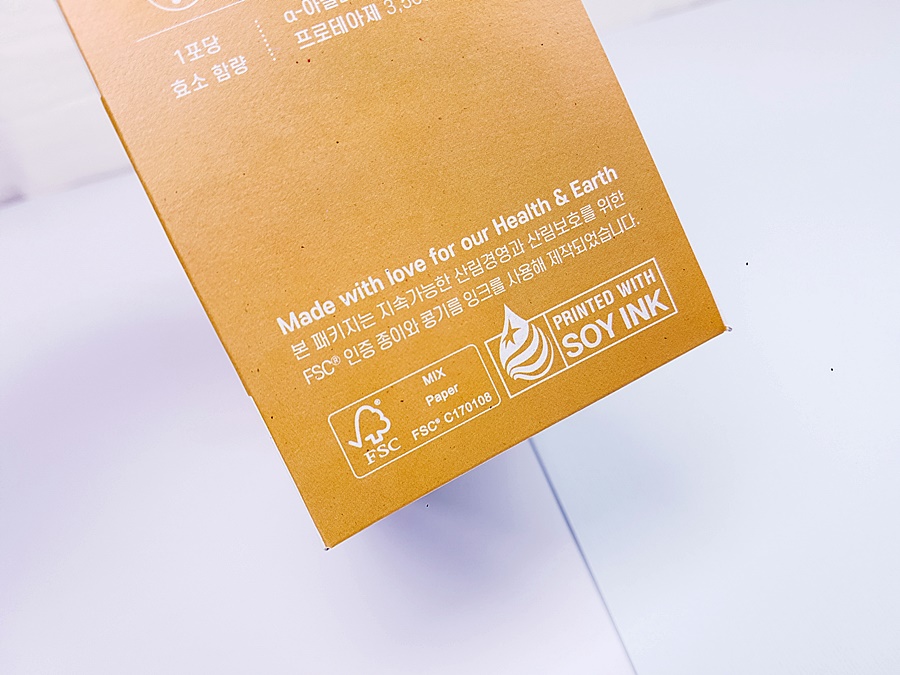 프로테아제
1포당
효소 함량
Made with love for our Health & Earth
본 패키지는 지속가능한 산림경영과 산림보호를 위한
FSC® 인증 종이와 콩기름 잉크를 사용해 제작되었습니다.
FSC
MIX
Paper
FSC® C170108
PRINTED WITH
SOY INK